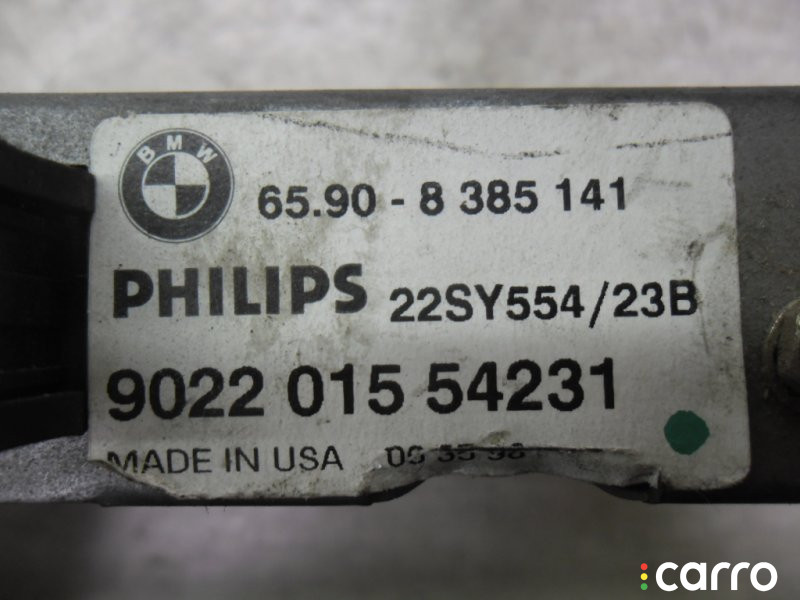 BMW
65.90 - 8 385 141
PHILIPS 22SY554/23B
9022 015 54231
MADE IN USA
carro